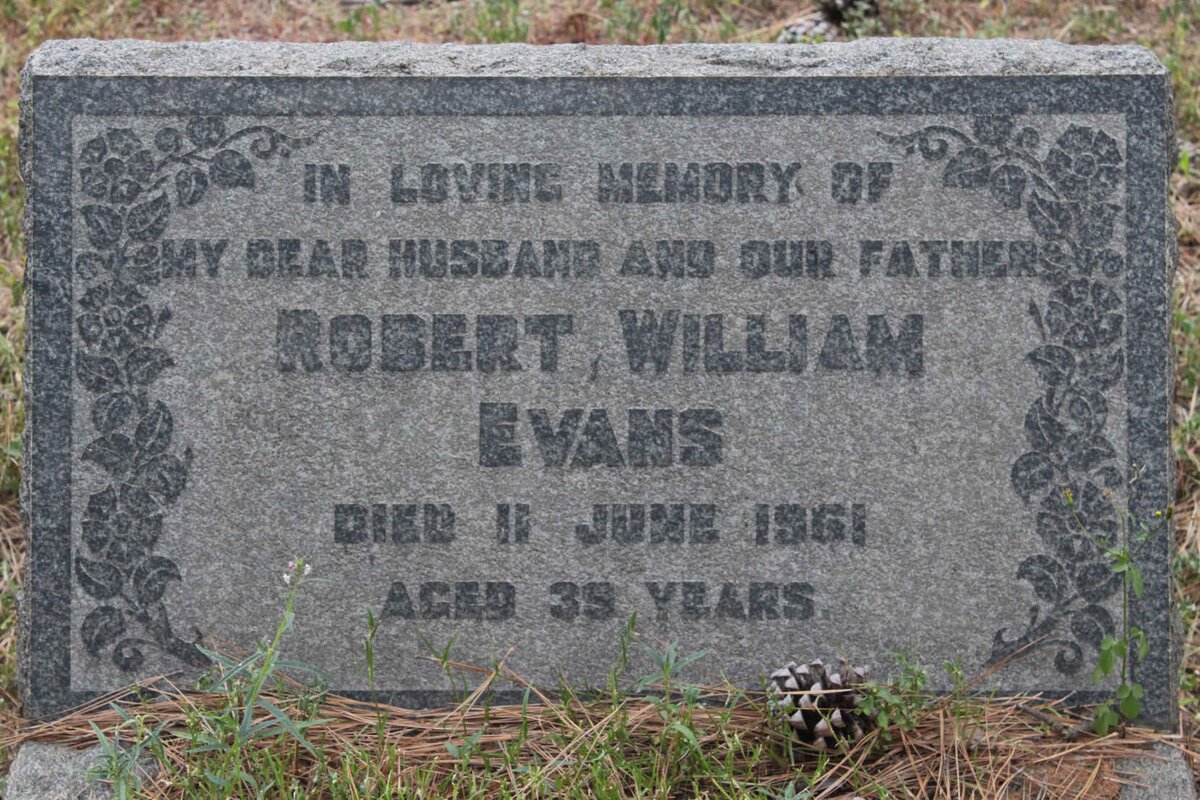 IN LOVING MEMORY OF
MY DEAR HUSBAND AND OUR FATHER
ROBERT WILLIAM
EVANS
DIED 11 JUNE 1961
AGED 39 YEARS.